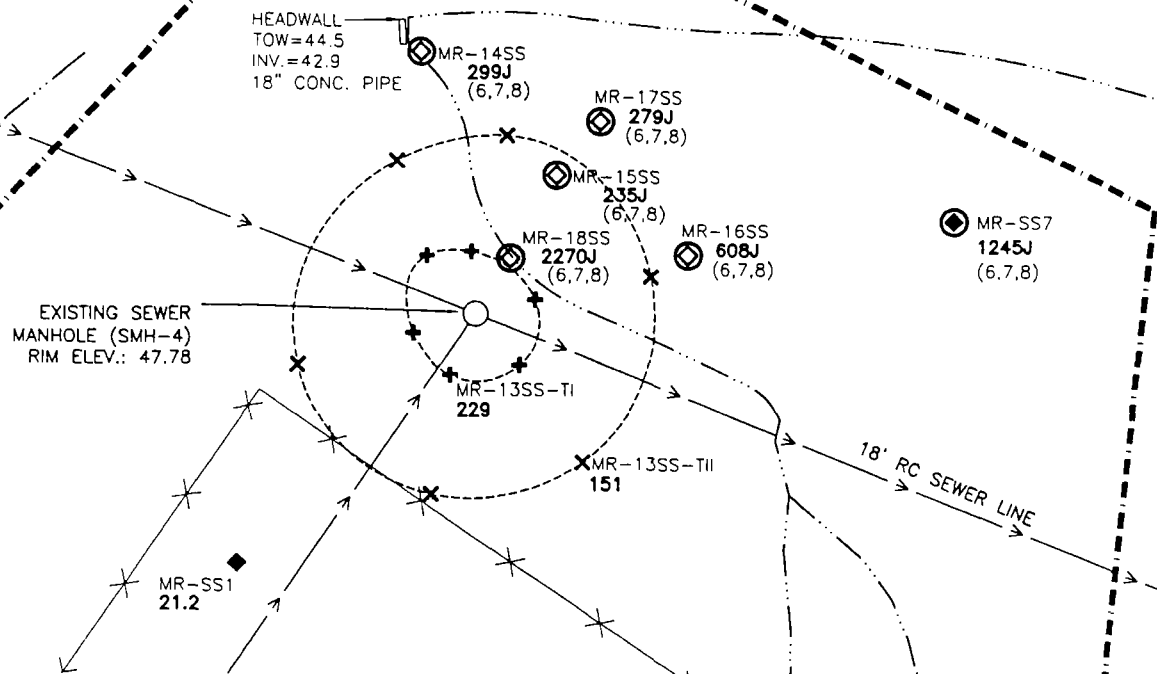 HEADWALL
TOW=44.5
INV.=42.9
18" CONC. PIPE
MR-14SS
299J
(6,7,8)
MR-17SS
279J
(6,7,8)
MR-15SS
235J
(6,7,8)
MR-18SS
2270J
(6,7,8)
MR-16SS
608J
(6,7,8)
MR-SS7
1245J
(6,7,8)
EXISTING SEWER
MANHOLE (SMH-4)
RIM ELEV.: 47.78
MR-13SS-TI
229
MR-13SS-TII
151
18' RC SEWER LINE
MR-SS1
21.2